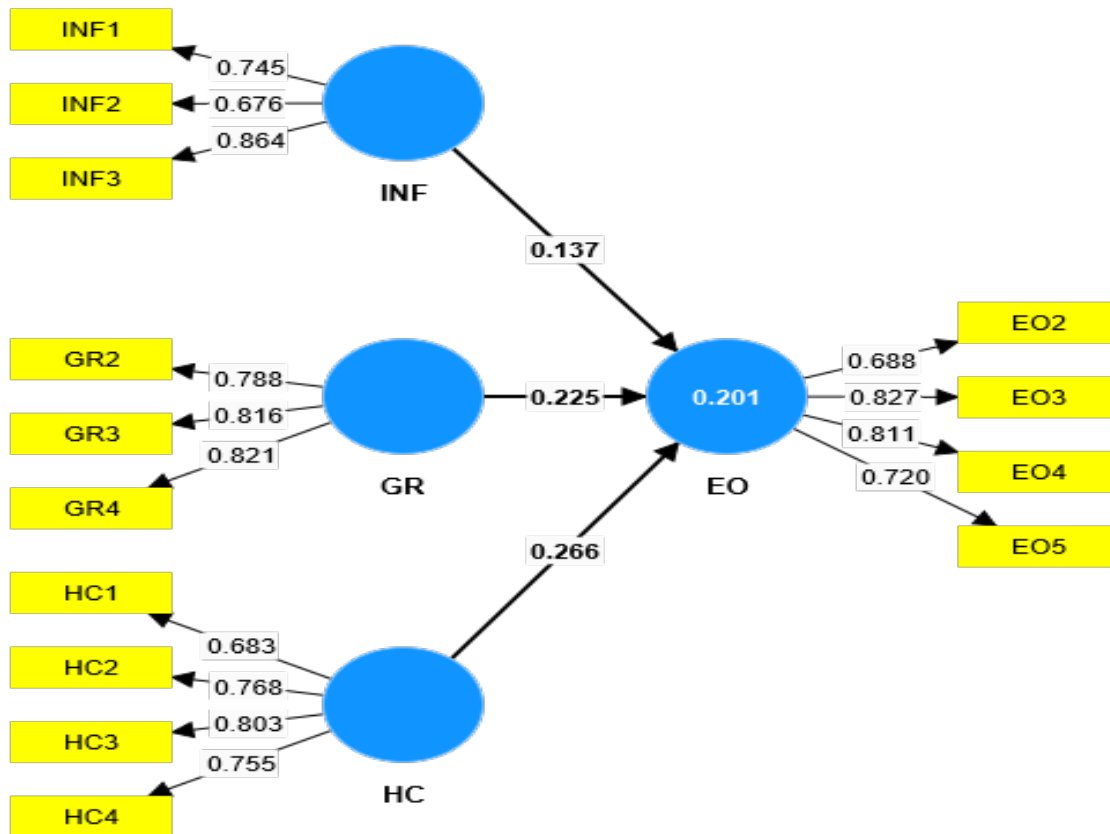 INF1
0.745
INF2
0.676
INF3
0.864
INF
0.137
GR2
0.788
GR3
0.816
GR4
0.821
GR
0.225
0.201
EO
EO2
0.688
EO3
0.827
EO4
0.811
EO5
0.720
0.266
HC1
0.683
HC2
0.768
HC3
0.803
HC4
0.755
HC